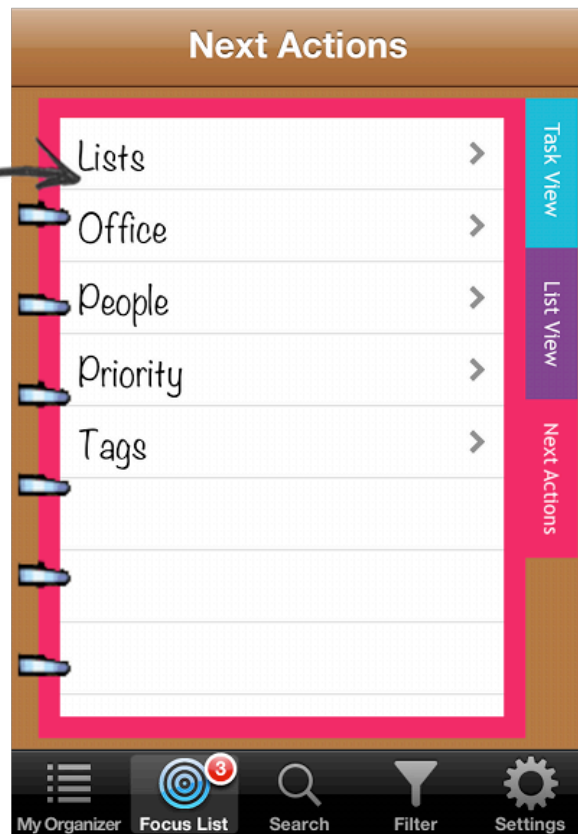 Next Actions
Lists
Office
People
Priority
Tags
Task View
List View
Next Actions
3
My Organizer
Focus List
Search
Filter
Settings